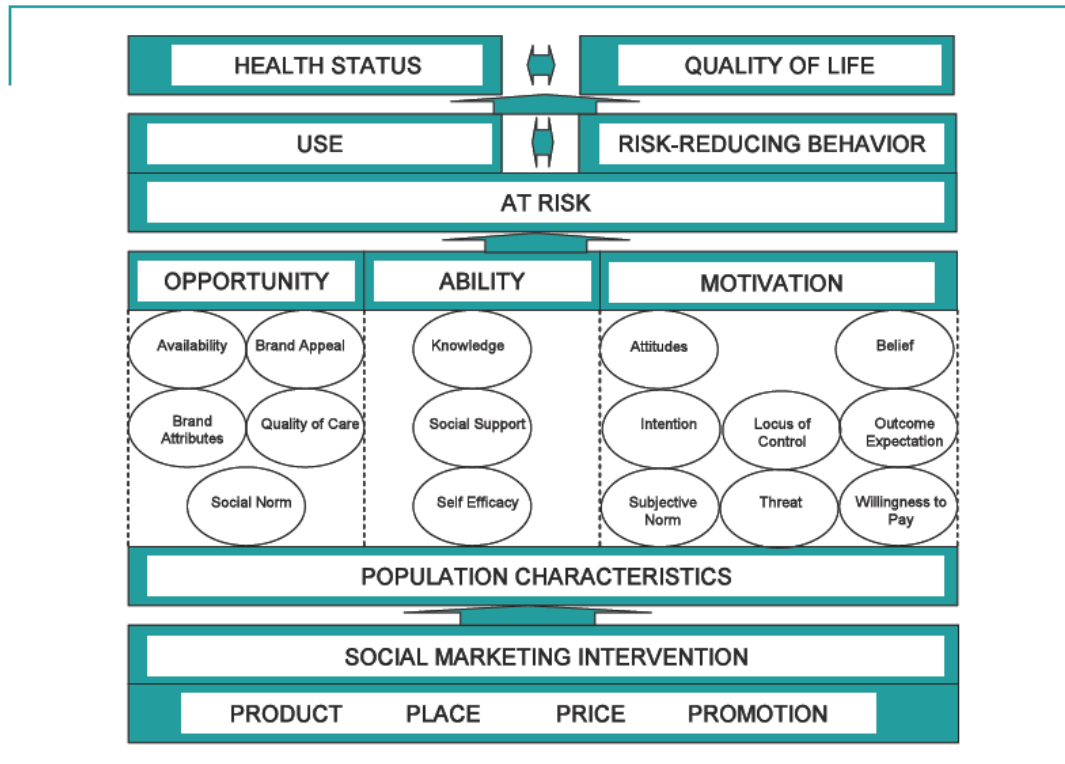 HEALTH STATUS
QUALITY OF LIFE
USE
RISK-REDUCING BEHAVIOR
AT RISK
OPPORTUNITY
ABILITY
MOTIVATION
Availability
Brand Appeal
Knowledge
Attitudes
Belief
Brand
Attributes
Quality of Care
Social Support
Intention
Locus of
Control
Outcome
Expectation
Social Norm
Self Efficacy
Subjective
Norm
Threat
Willingness to
Pay
POPULATION CHARACTERISTICS
SOCIAL MARKETING INTERVENTION
PRODUCT PLACE PRICE PROMOTION